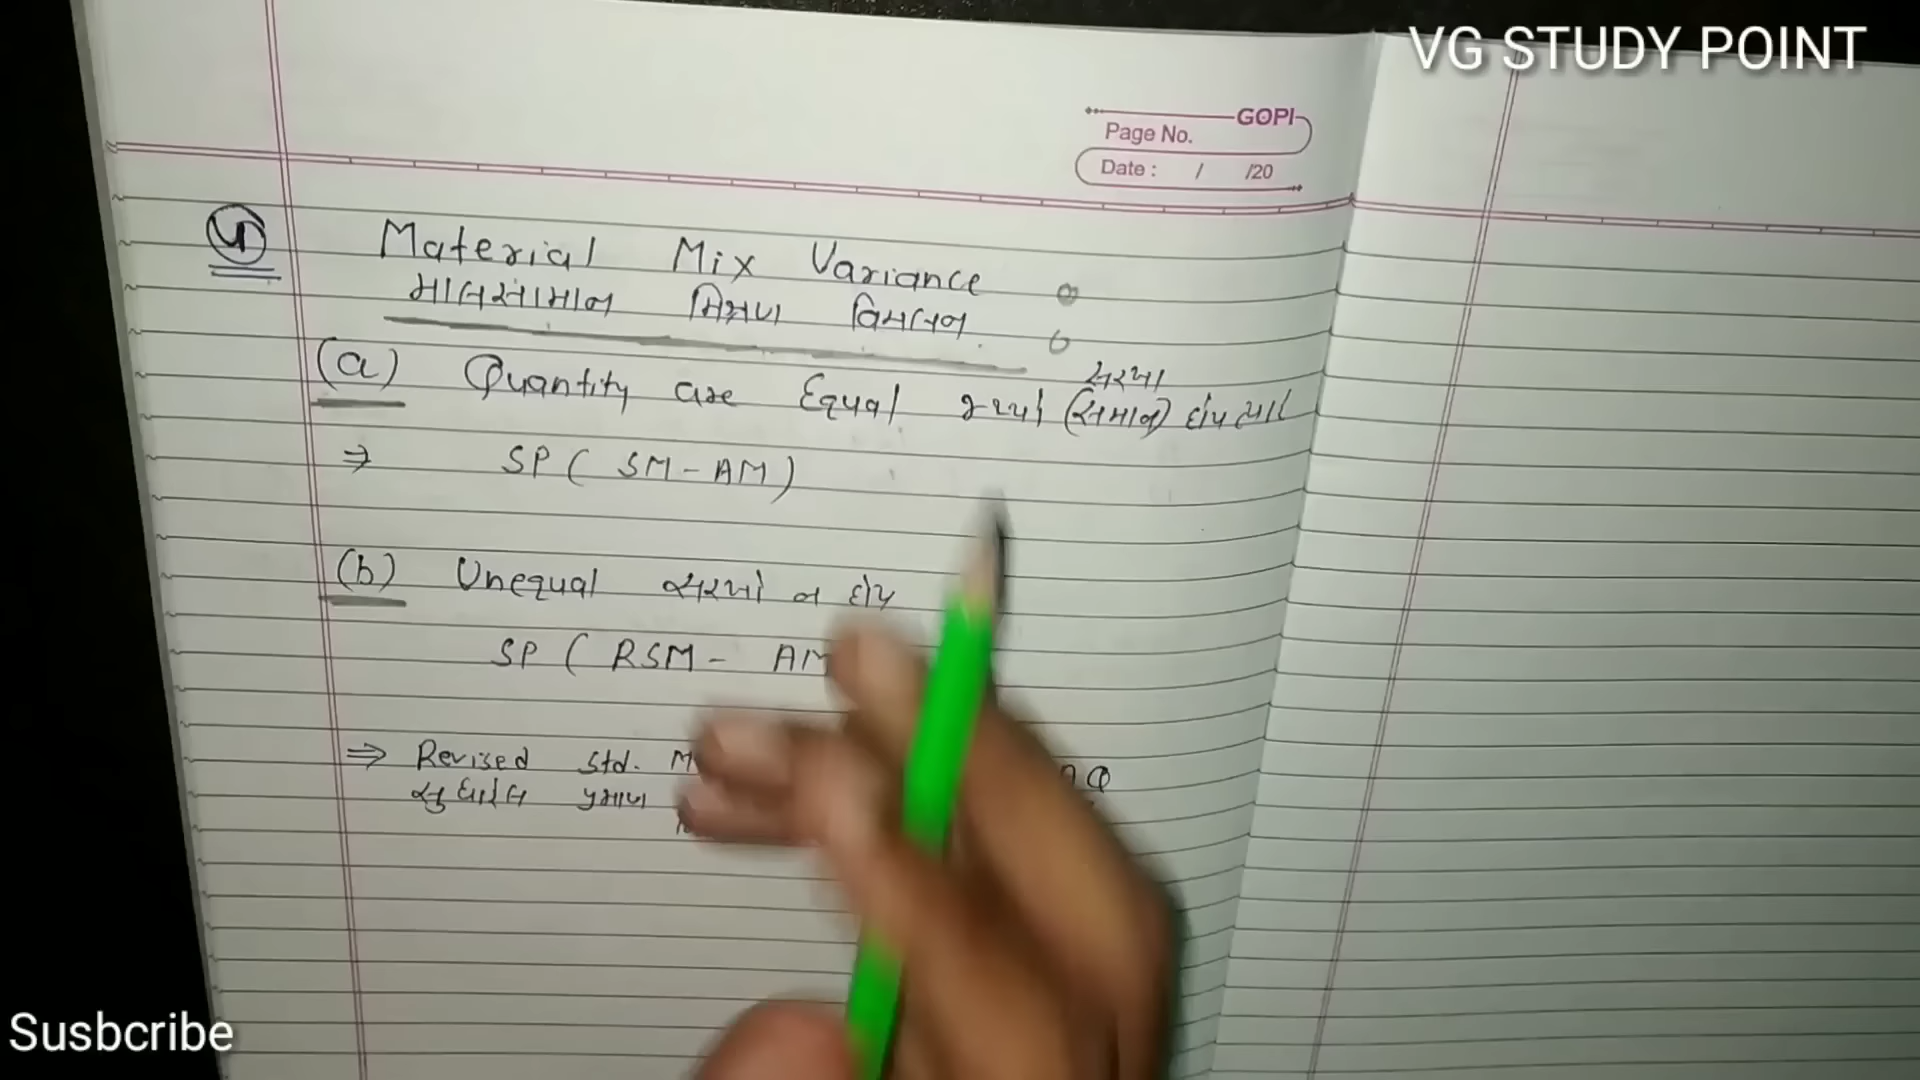 VG STUDY POINT
GOPI
Page No.
Date : / /20
Material Mix Variance
માલસામાન મિશ્રણ વિચલન
(a) Quantity are Equal જથ્થો (સમાન) હોય ત્યારે
સરખા
⇒ SP ( SM - AM )
(b) Unequal સરખો ન હોય
SP ( RSM - AM
⇒ Revised Std.
સુધારેલ પ્રમાણ
Susbcribe